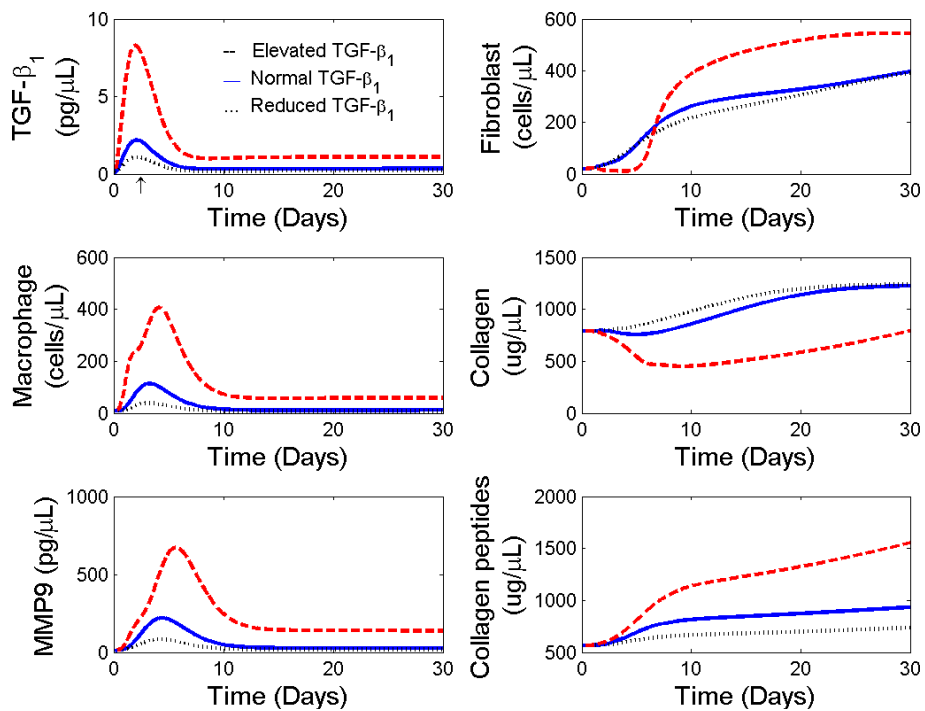 TGF-β1
(pg/μL)
10
5
0
-- Elevated TGF-β1
— Normal TGF-β1
... Reduced TGF-β1
0 10 20 30
↑
Time (Days)
Fibroblast
(cells/μL)
600
400
200
0
0 10 20 30
Time (Days)
Macrophage
(cells/μL)
600
400
200
0
0 10 20 30
Time (Days)
Collagen
(ug/μL)
1500
1000
500
0
0 10 20 30
Time (Days)
MMP9 (pg/μL)
1000
500
0
0 10 20 30
Time (Days)
Collagen peptides
(ug/μL)
2000
1500
1000
500
0 10 20 30
Time (Days)